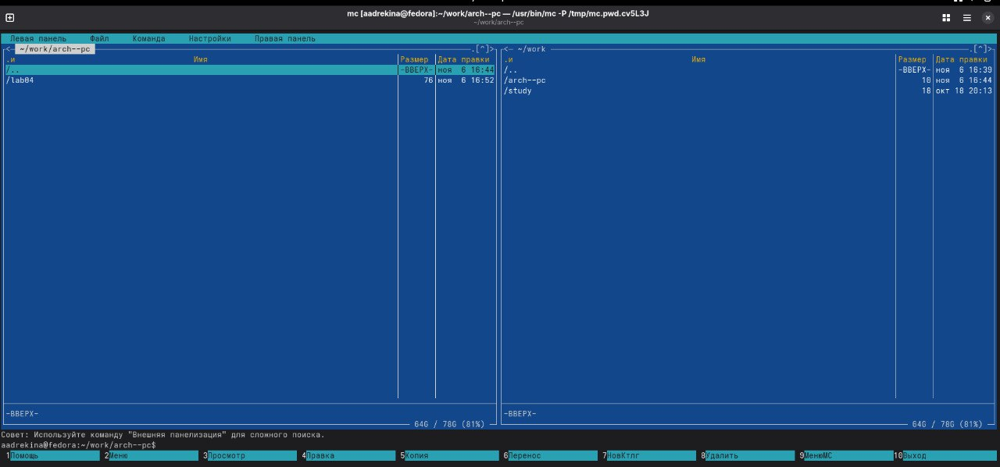 mc [aadrekina@fedora]:~/work/arch--pc — /usr/bin/mc -P /tmp/mc.pwd.cv5L3J
~/work/arch--pc
Левая панель Файл Команда Настройки Правая панель
<— ~/work/arch--pc .[^]>
.и Имя Размер Дата правки
/.. -ВВЕРХ- ноя 6 16:44
/lab04 76 ноя 6 16:52
-ВВЕРХ-
64G / 78G (81%)
<— ~/work .[^]>
.и Имя Размер Дата правки
/.. -ВВЕРХ- ноя 6 16:39
/arch--pc 10 ноя 6 16:44
/study 18 окт 18 20:13
-ВВЕРХ-
64G / 78G (81%)
Совет: Используйте команду "Внешняя панелизация" для сложного поиска.
aadrekina@fedora:~/work/arch--pc$
1Помощь 2Меню 3Просмотр 4Правка 5Копия 6Перенос 7НовКтлг 8Удалить 9МенюMC 10Выход